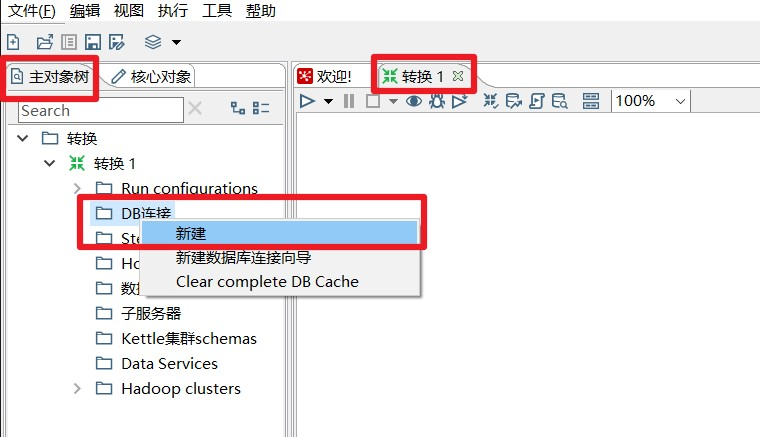 文件(F) 编辑 视图 执行 工具 帮助
主对象树 核心对象
欢迎! 转换 1
Search
100%
转换
转换 1
Run configurations
DB连接
Ste
新建
Ho
新建数据库连接向导
数
Clear complete DB Cache
子服务器
Kettle集群schemas
Data Services
Hadoop clusters